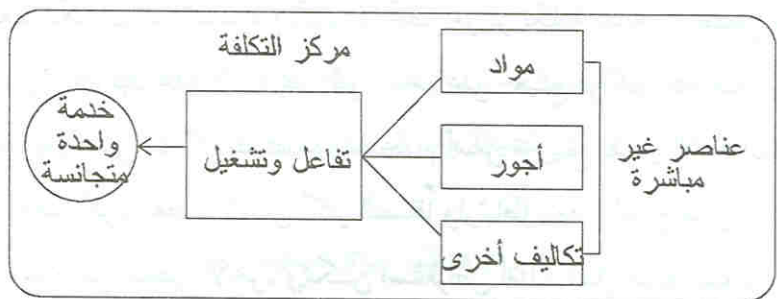 مركز التكلفة
عناصر غير
مباشرة
مواد
أجور
تكاليف أخرى
تفاعل وتشغيل
خدمة
واحدة
متجانسة